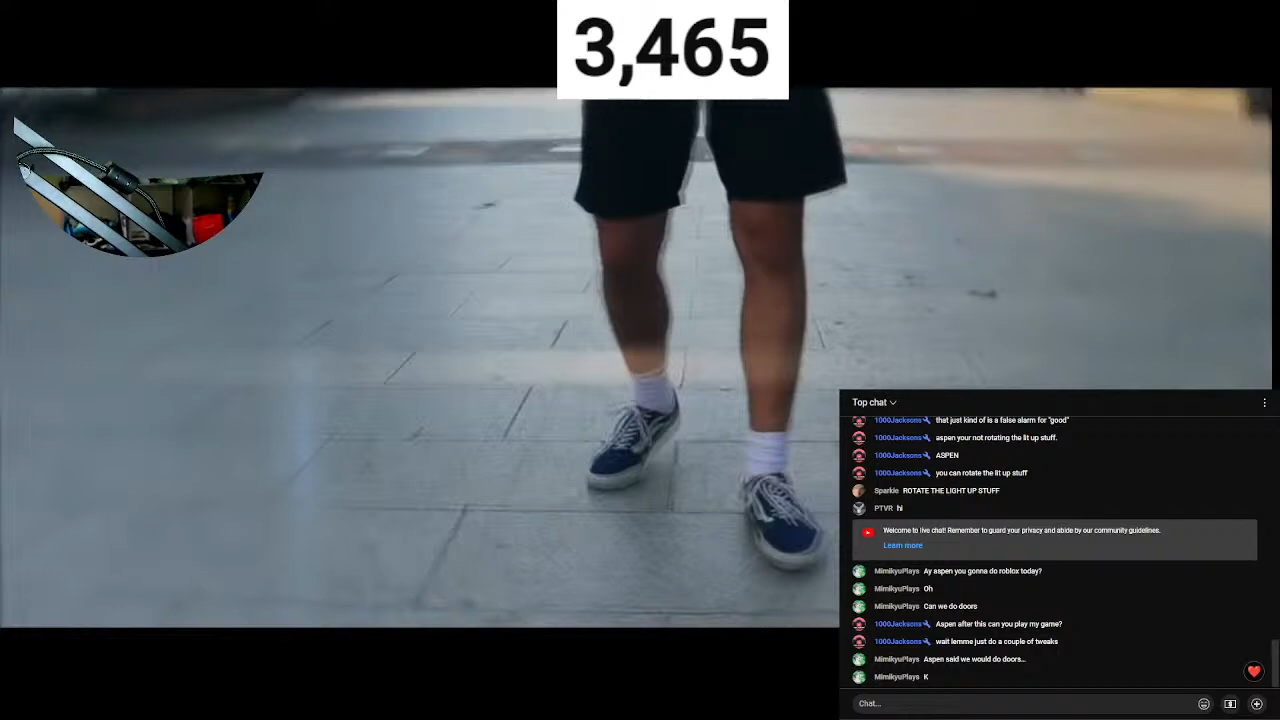 3,465
Top chat
1000Jacksons that just kind of is a false alarm for "good"
1000Jacksons aspen your not rotating the lit up stuff.
1000Jacksons ASPEN
1000Jacksons you can rotate the lit up stuff
Sparkle ROTATE THE LIGHT UP STUFF
PTVR hi
Welcome to live chat! Remember to guard your privacy and abide by our community guidelines.
Learn more
MimikyuPlays Ay aspen you gonna do roblox today?
MimikyuPlays Oh
MimikyuPlays Can we do doors
1000Jacksons Aspen after this can you play my game?
1000Jacksons wait lemme just do a couple of tweaks
MimikyuPlays Aspen said we would do doors...
MimikyuPlays K
Chat...